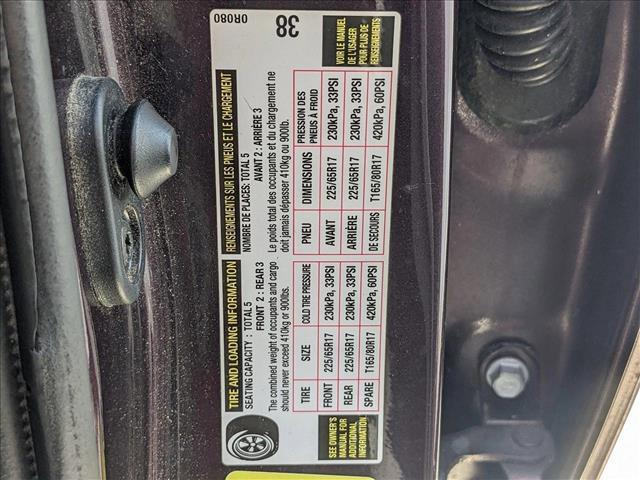 TIRE AND LOADING INFORMATION
SEATING CAPACITY : TOTAL 5
FRONT 2 : REAR 3
The combined weight of occupants and cargo
should never exceed 410kg or 900lbs.
TIRE SIZE COLD TIRE PRESSURE
FRONT 225/65R17 230kPa, 33PSI
REAR 225/65R17 230kPa, 33PSI
SPARE T165/80R17 420kPa, 60PSI
SEE OWNER'S
MANUAL FOR
ADDITIONAL
INFORMATION
RENSEIGNEMENTS SUR LES PNEUS ET LE CHARGEMENT
NOMBRE DE PLACES: TOTAL 5
AVANT 2 : ARRIÈRE 3
Le poids total des occupants et du chargement ne
doit jamais dépasser 410kg ou 900lb.
PNEU DIMENSIONS PRESSION DES
PNEUS À FROID
AVANT 225/65R17 230kPa, 33PSI
ARRIÈRE 225/65R17 230kPa, 33PSI
DE SECOURS T165/80R17 420kPa, 60PSI
VOIR LE MANUEL
DE L'USAGER
POUR PLUS DE
RENSEIGNEMENTS
0R080
38